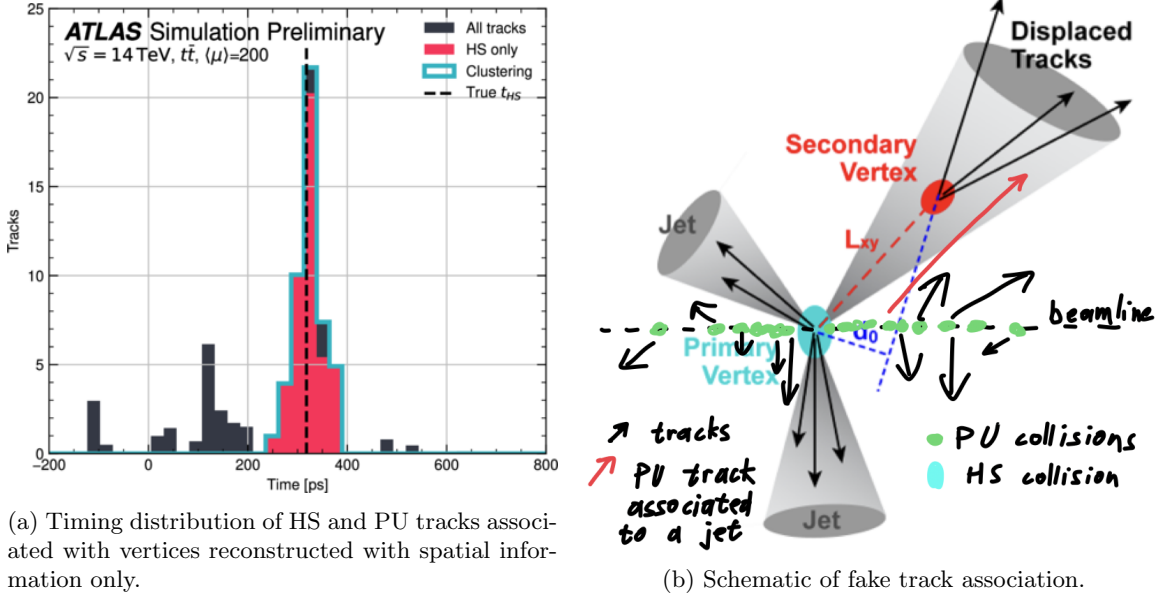 25
20
15
10
5
0
Tracks
ATLAS Simulation Preliminary
√s = 14 TeV, tt̄, ⟨μ⟩=200
All tracks
HS only
Clustering
True t_HS
−200 0 200 400 600 800
Time [ps]
(a) Timing distribution of HS and PU tracks associ-
ated with vertices reconstructed with spatial infor-
mation only.
Displaced
Tracks
Secondary
Vertex
Jet
Lxy
beamline
d0
Primary
Vertex
tracks
PU track
associated
to a jet
PU collisions
HS collision
Jet
(b) Schematic of fake track association.